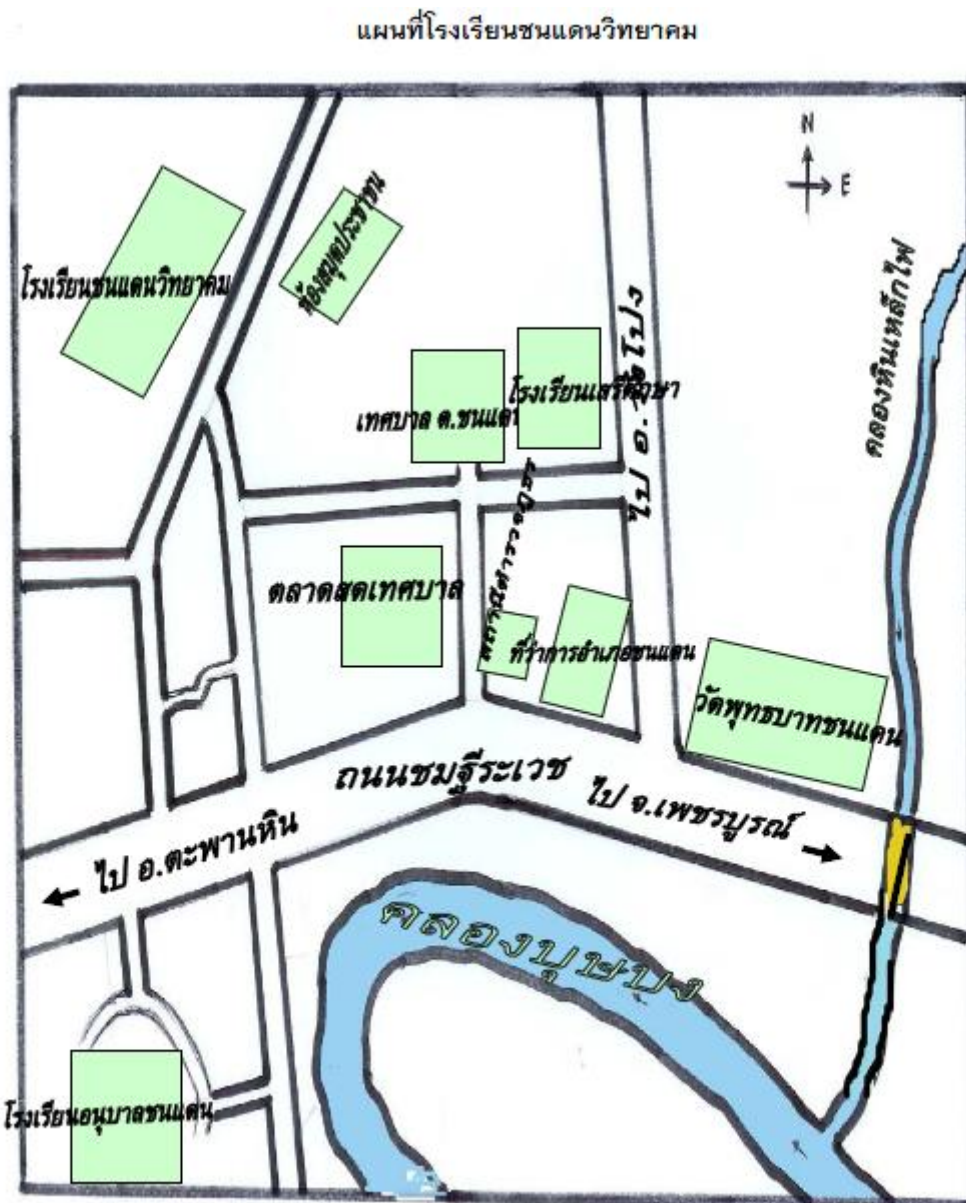 แผนที่โรงเรียนชนแดนวิทยาคม
N
E
ห้องสมุดประชาชน
โรงเรียนชนแดนวิทยาคม
คลองหินเหล็กไฟ
ไป อ.วังโป่ง
โรงเรียนเสรีศึกษา
เทศบาล ต.ชนแดน
สถานีตำรวจภูธร
ตลาดสดเทศบาล
ที่ว่าการอำเภอชนแดน
วัดพุทธบาทชนแดน
ถนนชมฐีระเวช
ไป จ.เพชรบูรณ์
ไป อ.ตะพานหิน
คลองบุษบง
โรงเรียนอนุบาลชนแดน